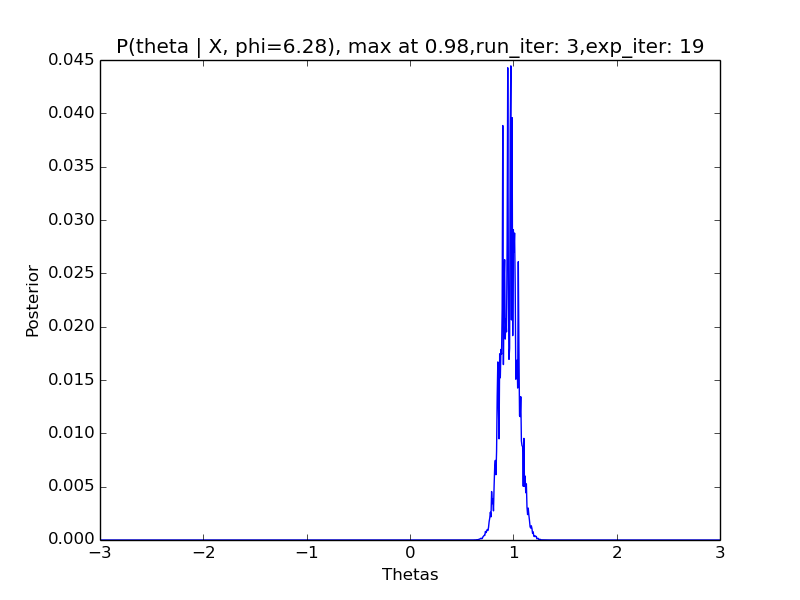 P(theta | X, phi=6.28), max at 0.98,run_iter: 3,exp_iter: 19
0.045
0.040
0.035
0.030
0.025
0.020
0.015
0.010
0.005
0.000
Posterior
−3 −2 −1 0 1 2 3
Thetas